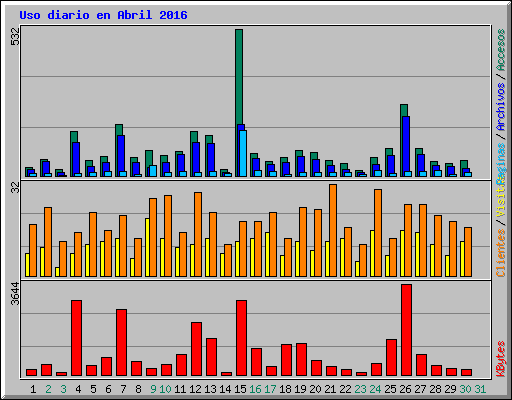 Uso diario en Abril 2016
532
32
3644
Accesos / Archivos / Paginas
Clientes / visit
KBytes
1 2 3 4 5 6 7 8 9 10 11 12 13 14 15 16 17 18 19 20 21 22 23 24 25 26 27 28 29 30 31